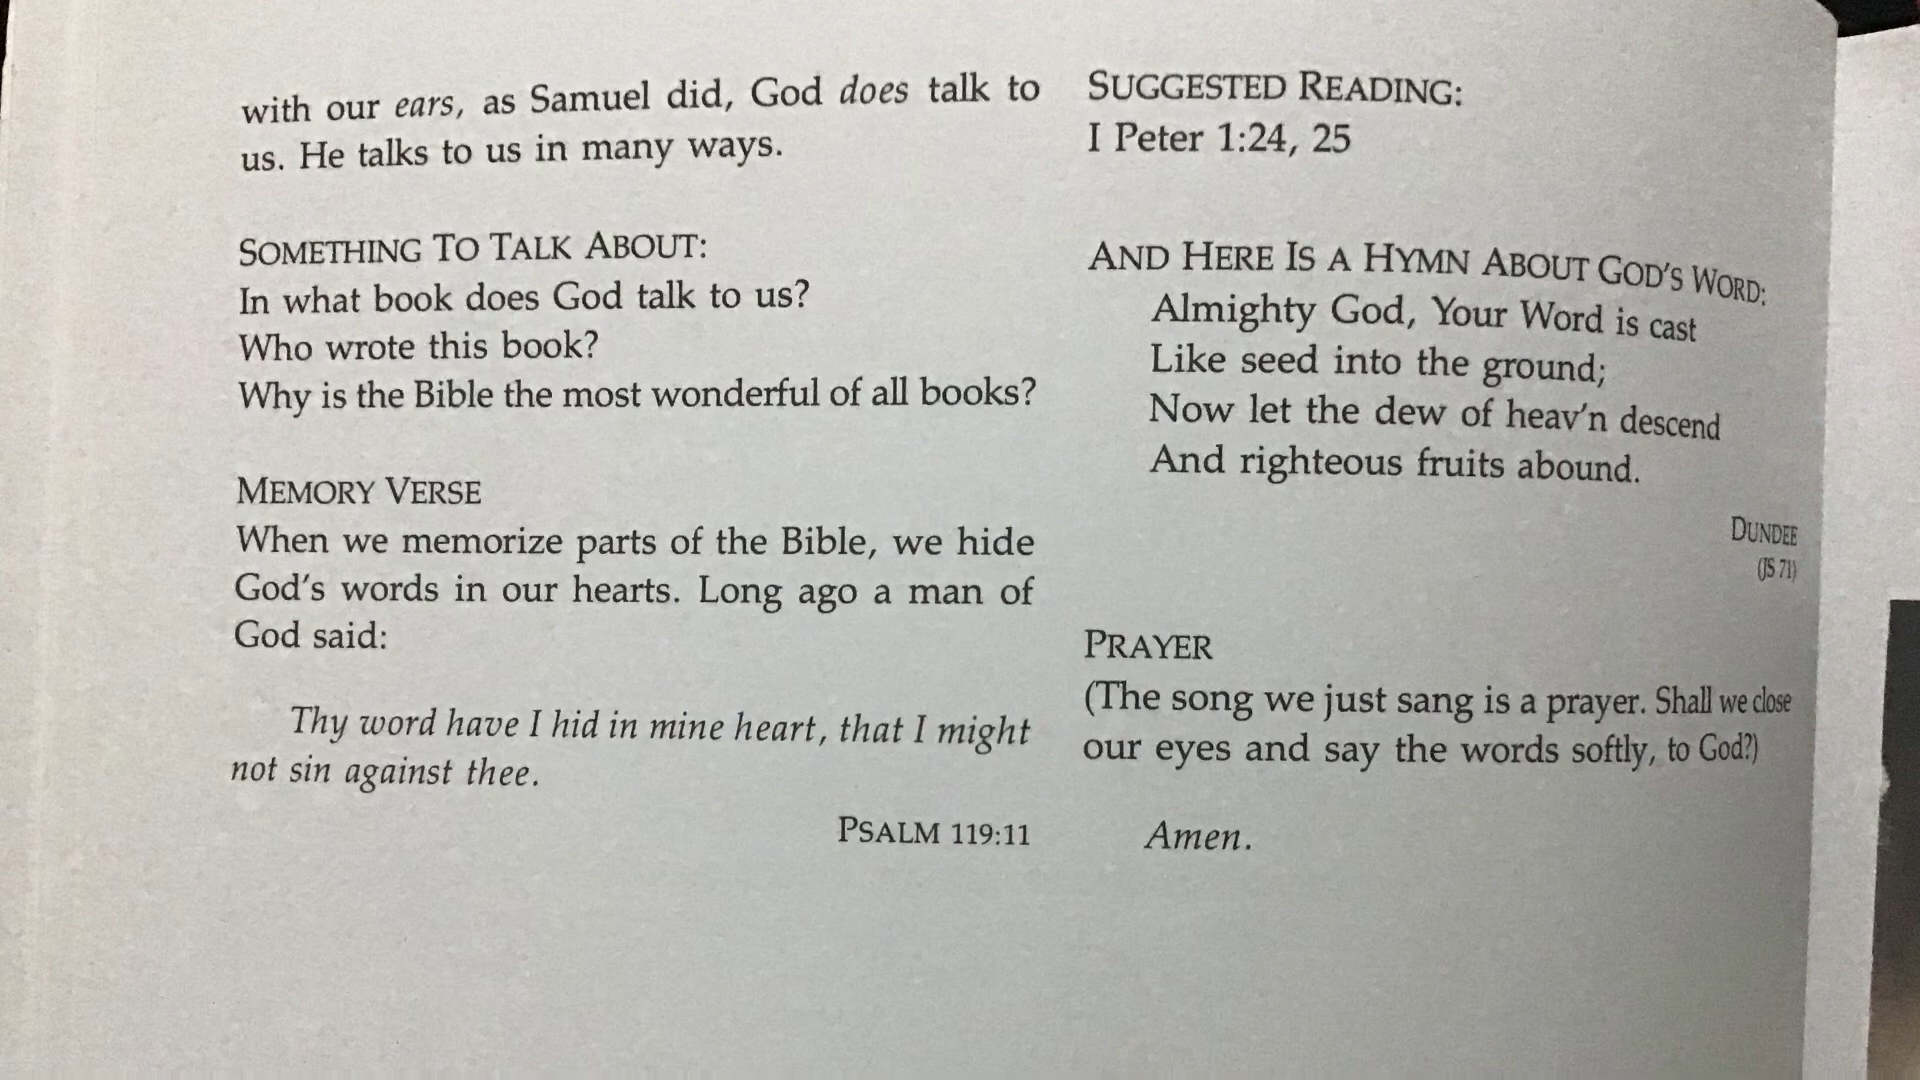 with our ears, as Samuel did, God does talk to
us. He talks to us in many ways.
SOMETHING TO TALK ABOUT:
In what book does God talk to us?
Who wrote this book?
Why is the Bible the most wonderful of all books?
MEMORY VERSE
When we memorize parts of the Bible, we hide
God's words in our hearts. Long ago a man of
God said:
Thy word have I hid in mine heart, that I might
not sin against thee.
PSALM 119:11
SUGGESTED READING:
I Peter 1:24, 25
AND HERE IS A HYMN ABOUT GOD'S WORD:
Almighty God, Your Word is cast
Like seed into the ground;
Now let the dew of heav'n descend
And righteous fruits abound.
DUNDEE
(JS 71)
PRAYER
(The song we just sang is a prayer. Shall we close
our eyes and say the words softly, to God?)
Amen.